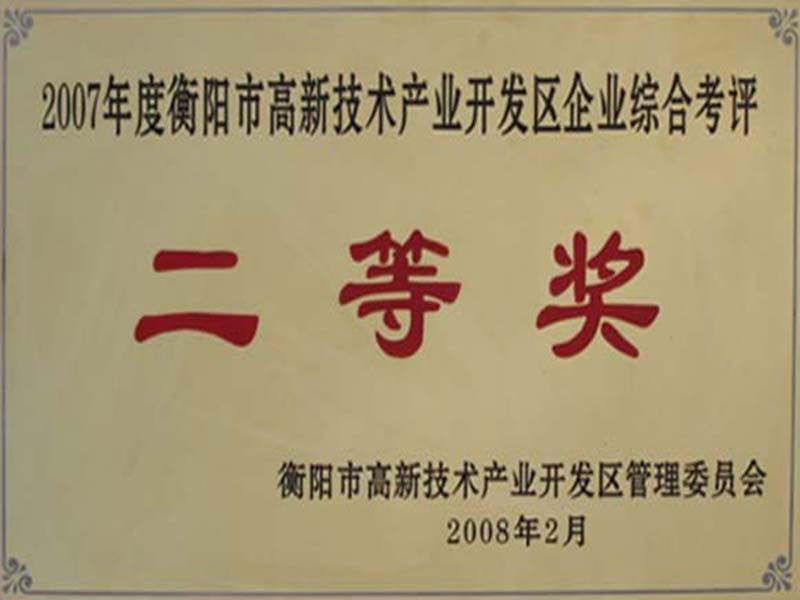 2007年度衡阳市高新技术产业开发区企业综合考评
二等奖
衡阳市高新技术产业开发区管理委员会
2008年2月